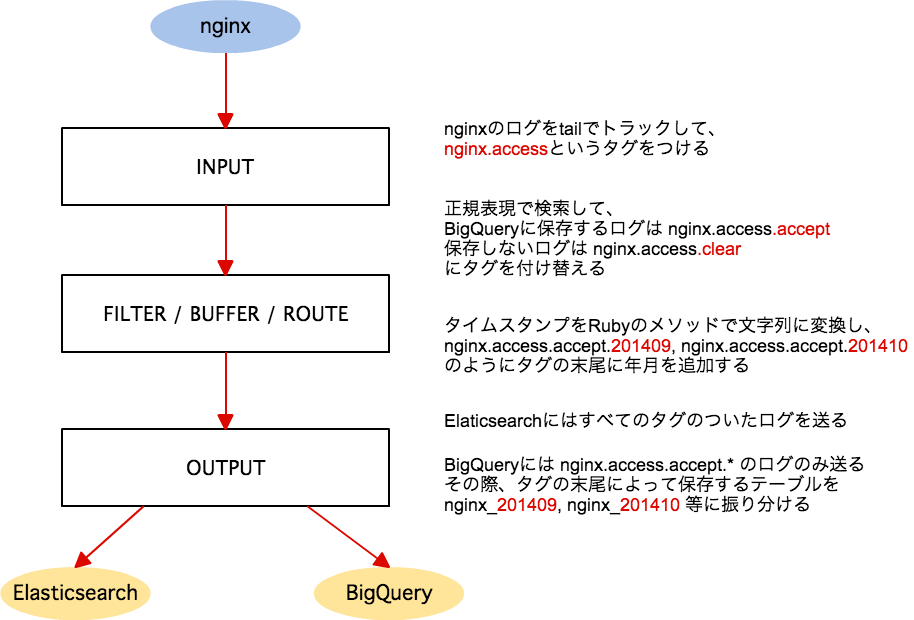 nginx
nginxのログをtailでトラックして、
nginx.accessというタグをつける
INPUT
正規表現で検索して、
BigQueryに保存するログは nginx.access.accept
保存しないログは nginx.access.clear
にタグを付け替える
FILTER / BUFFER / ROUTE
タイムスタンプをRubyのメソッドで文字列に変換し、
nginx.access.accept.201409, nginx.access.accept.201410
のようにタグの末尾に年月を追加する
Elaticsearchにはすべてのタグのついたログを送る
OUTPUT
BigQueryには nginx.access.accept.* のログのみ送る
その際、タグの末尾によって保存するテーブルを
nginx_201409, nginx_201410 等に振り分ける
Elasticsearch
BigQuery